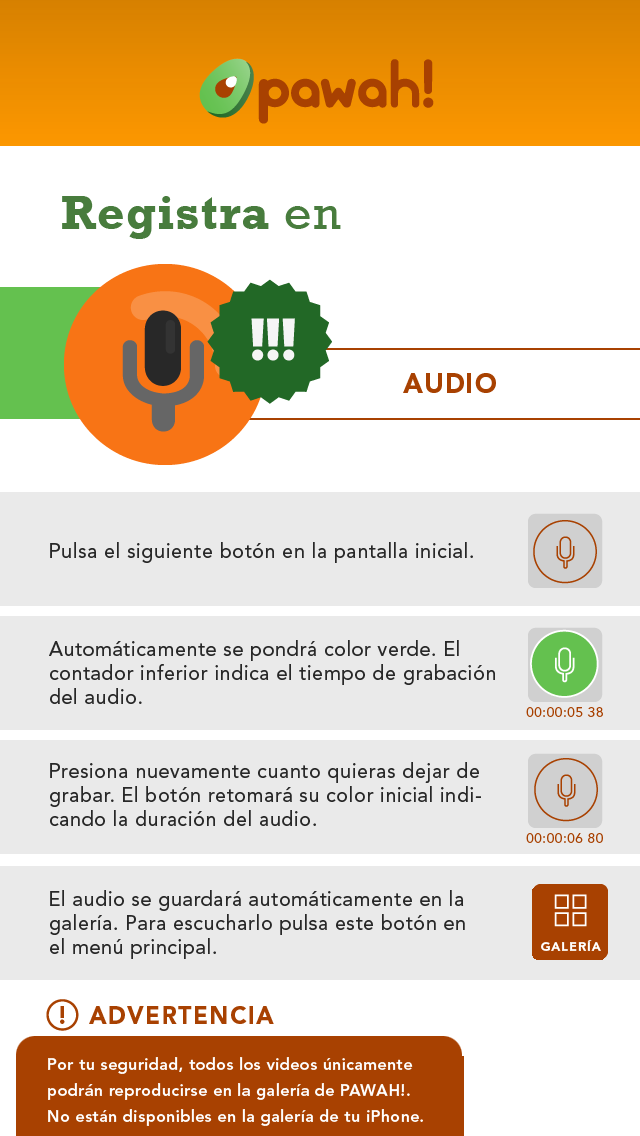 pawah!
Registra en
!!!
AUDIO
Pulsa el siguiente botón en la pantalla inicial.
Automáticamente se pondrá color verde. El
contador inferior indica el tiempo de grabación
del audio.
00:00:05 38
Presiona nuevamente cuanto quieras dejar de
grabar. El botón retomará su color inicial indi-
cando la duración del audio.
00:00:06 80
El audio se guardará automáticamente en la
galería. Para escucharlo pulsa este botón en
el menú principal.
GALERÍA
! ADVERTENCIA
Por tu seguridad, todos los videos únicamente
podrán reproducirse en la galería de PAWAH!.
No están disponibles en la galería de tu iPhone.